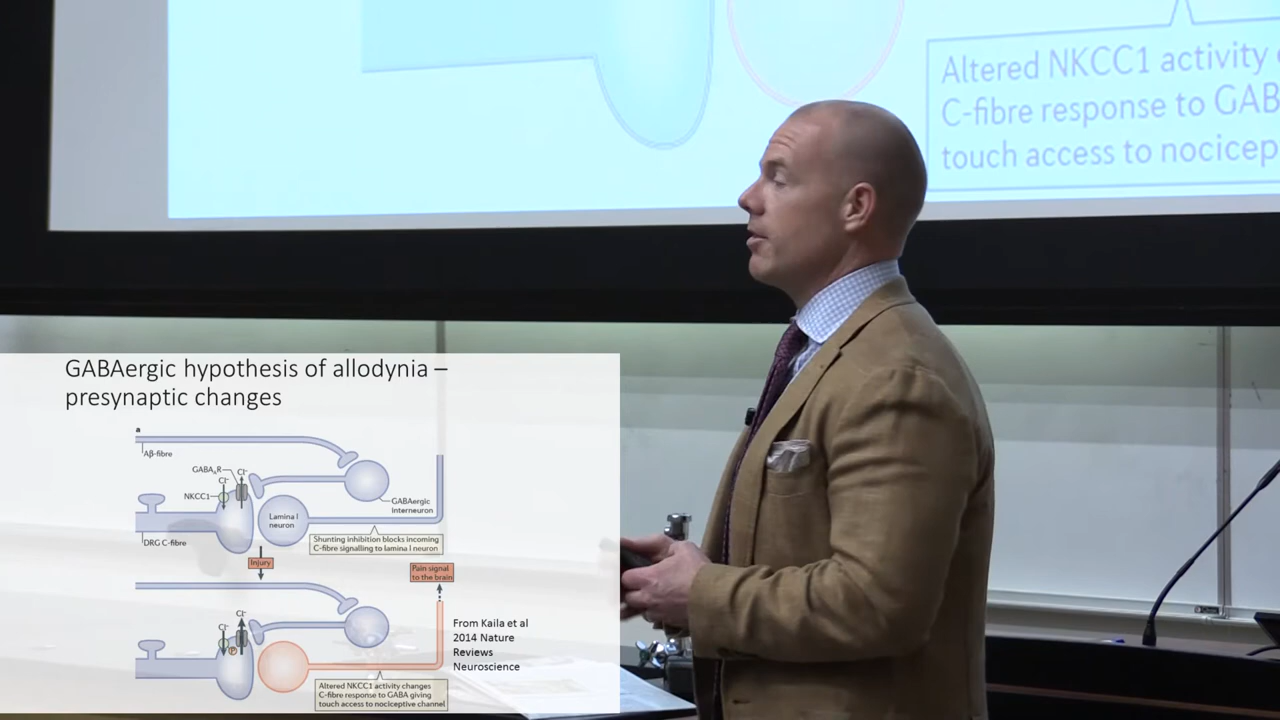 Altered NKCC1 activity
C-fibre response to GAB
touch access to nocicep
GABAergic hypothesis of allodynia –
presynaptic changes
a
Aβ-fibre
GABA_AR
Cl-
Cl-
NKCC1
GABAergic
interneuron
Lamina I
neuron
DRG C-fibre
Shunting inhibition blocks incoming
C-fibre signalling to lamina I neuron
Injury
Pain signal
to the brain
Cl-
Cl-
P
From Kaila et al
2014 Nature
Reviews
Neuroscience
Altered NKCC1 activity changes
C-fibre response to GABA giving
touch access to nociceptive channel